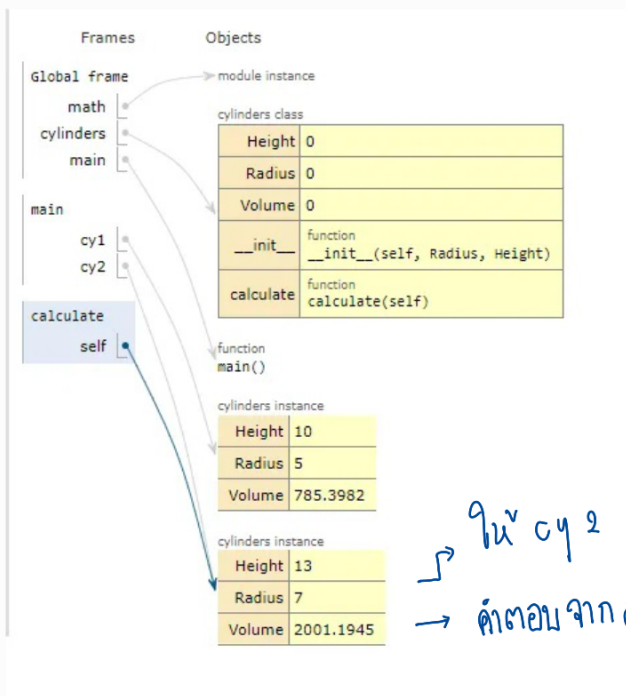 Frames Objects
Global frame
module instance
math
cylinders
main
cylinders class
Height 0
Radius 0
Volume 0
__init__ function __init__(self, Radius, Height)
calculate function calculate(self)
main
cy1
cy2
calculate
self
function
main()
cylinders instance
Height 10
Radius 5
Volume 785.3982
cylinders instance
Height 13
Radius 7
Volume 2001.1945
ให้ cy 2
คำตอบจาก